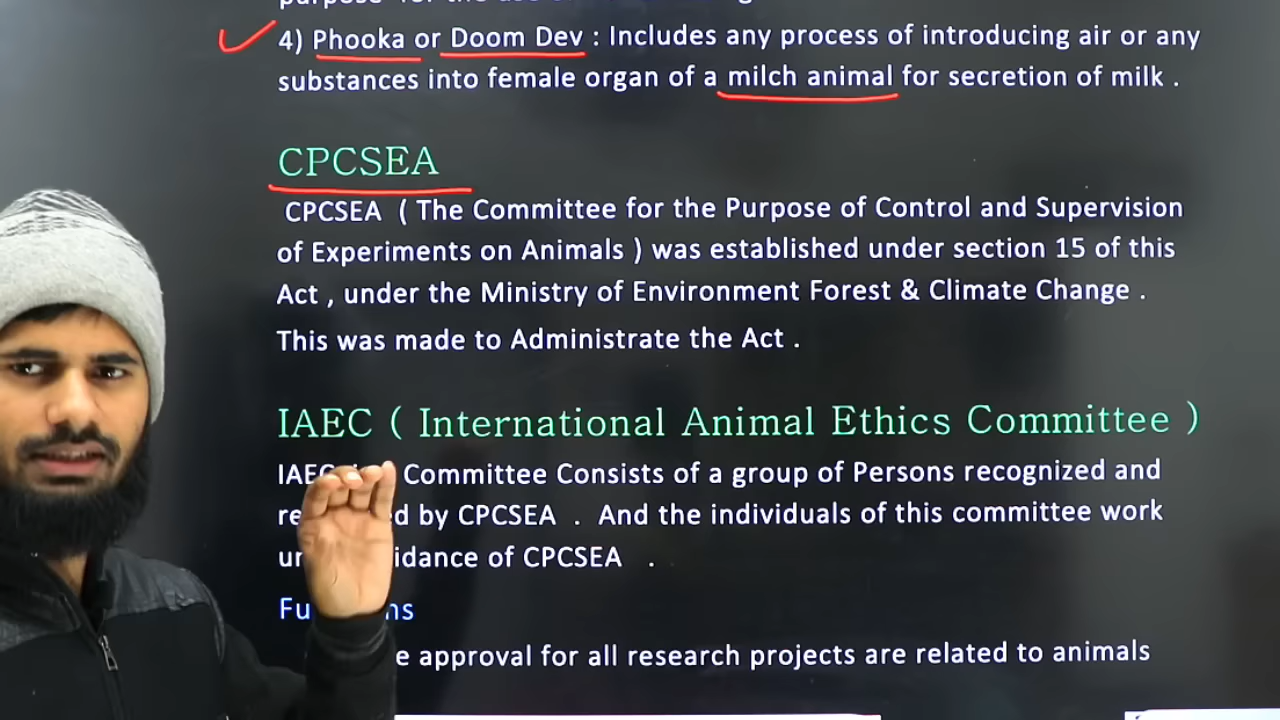 4) Phooka or Doom Dev : Includes any process of introducing air or any
substances into female organ of a milch animal for secretion of milk .
CPCSEA
CPCSEA ( The Committee for the Purpose of Control and Supervision
of Experiments on Animals ) was established under section 15 of this
Act , under the Ministry of Environment Forest & Climate Change .
This was made to Administrate the Act .
IAEC ( International Animal Ethics Committee )
IAEC Committee Consists of a group of Persons recognized and
by CPCSEA . And the individuals of this committee work
of CPCSEA .
approval for all research projects are related to animals